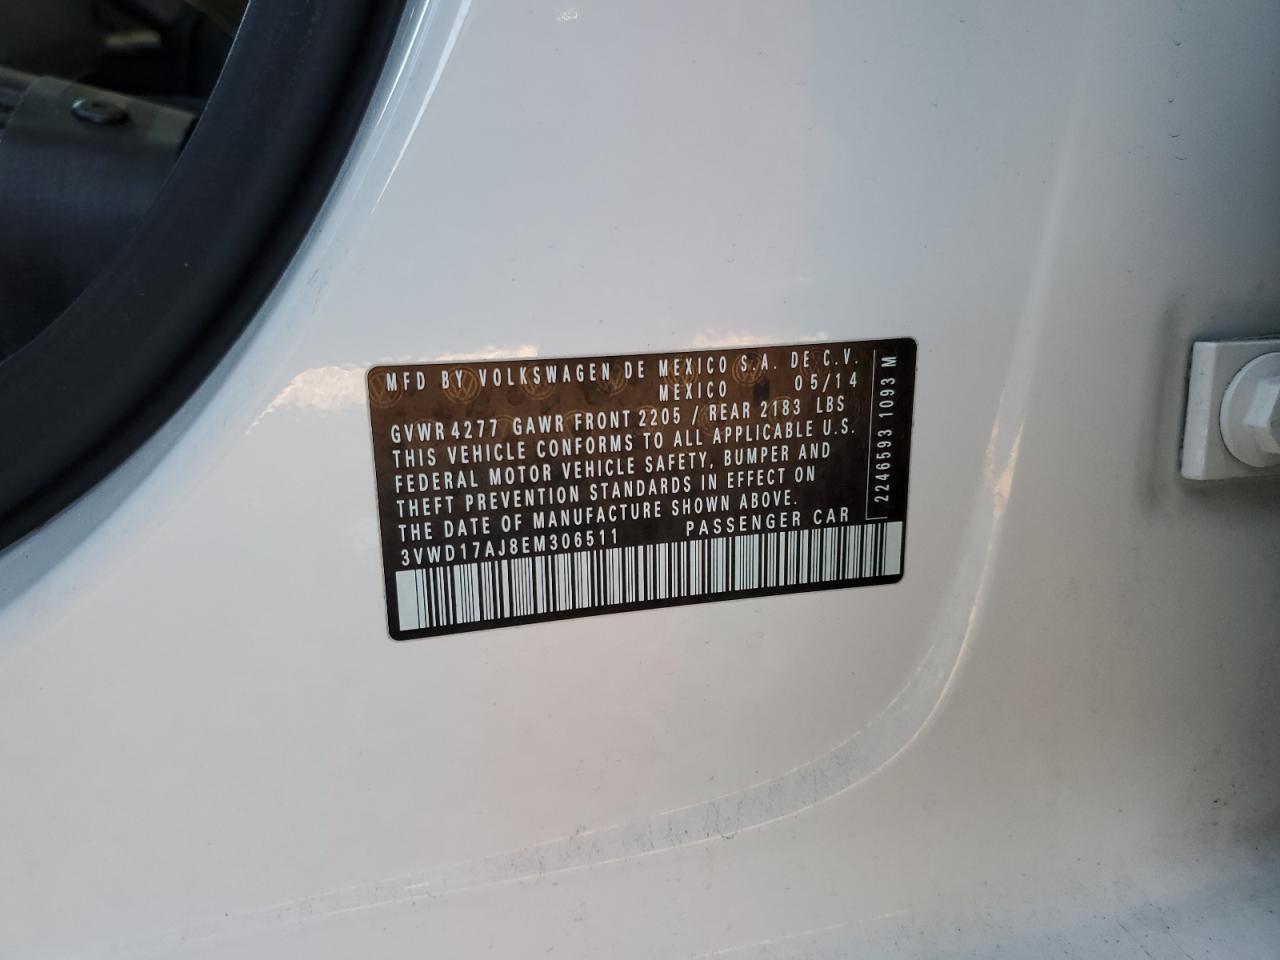 MFD BY VOLKSWAGEN DE MEXICO S.A. DE C.V.
MEXICO 05/14
GVWR 4277 GAWR FRONT 2205 / REAR 2183 LBS
THIS VEHICLE CONFORMS TO ALL APPLICABLE U.S.
FEDERAL MOTOR VEHICLE SAFETY, BUMPER AND
THEFT PREVENTION STANDARDS IN EFFECT ON
THE DATE OF MANUFACTURE SHOWN ABOVE.
3VWD17AJ8EM306511 PASSENGER CAR
2246593 1093 M